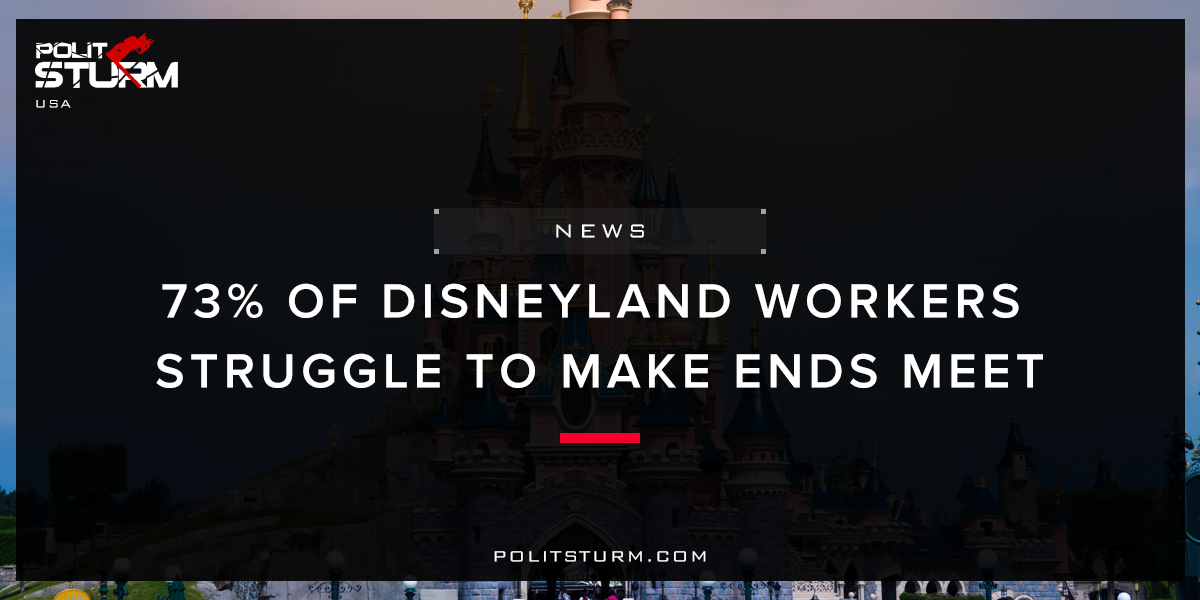 POLIT
STURM
USA
NEWS
73% OF DISNEYLAND WORKERS
STRUGGLE TO MAKE ENDS MEET
POLITSTURM.COM